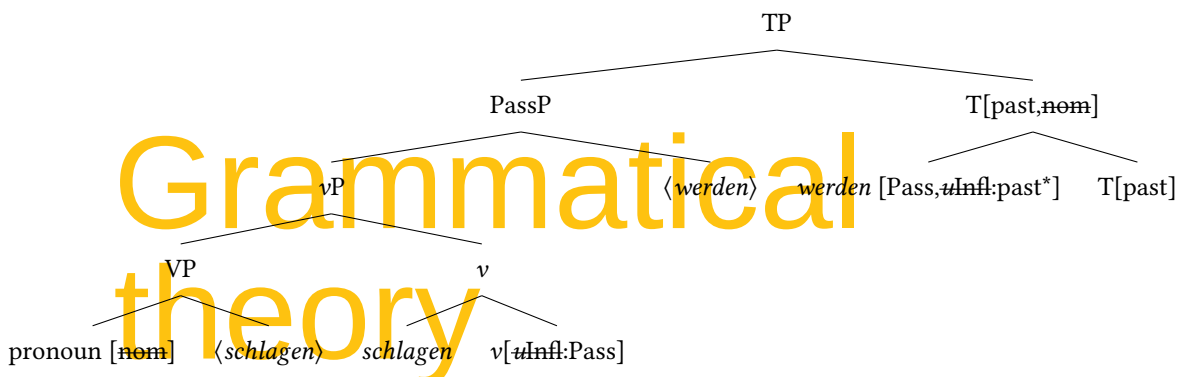 TP
PassP T[past,nom]
vP ⟨werden⟩ werden [Pass,uInfl:past*] T[past]
Grammatical
VP v
theory
pronoun [nom] ⟨schlagen⟩ schlagen v[uInfl:Pass]